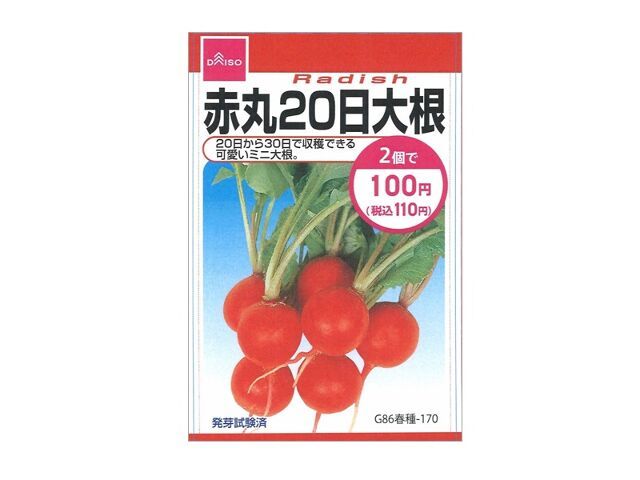 DAISO
Radish
赤丸20日大根
20日から30日で収穫できる
可愛いミニ大根。
2個で
100円
(税込110円)
発芽試験済
G86春種-170